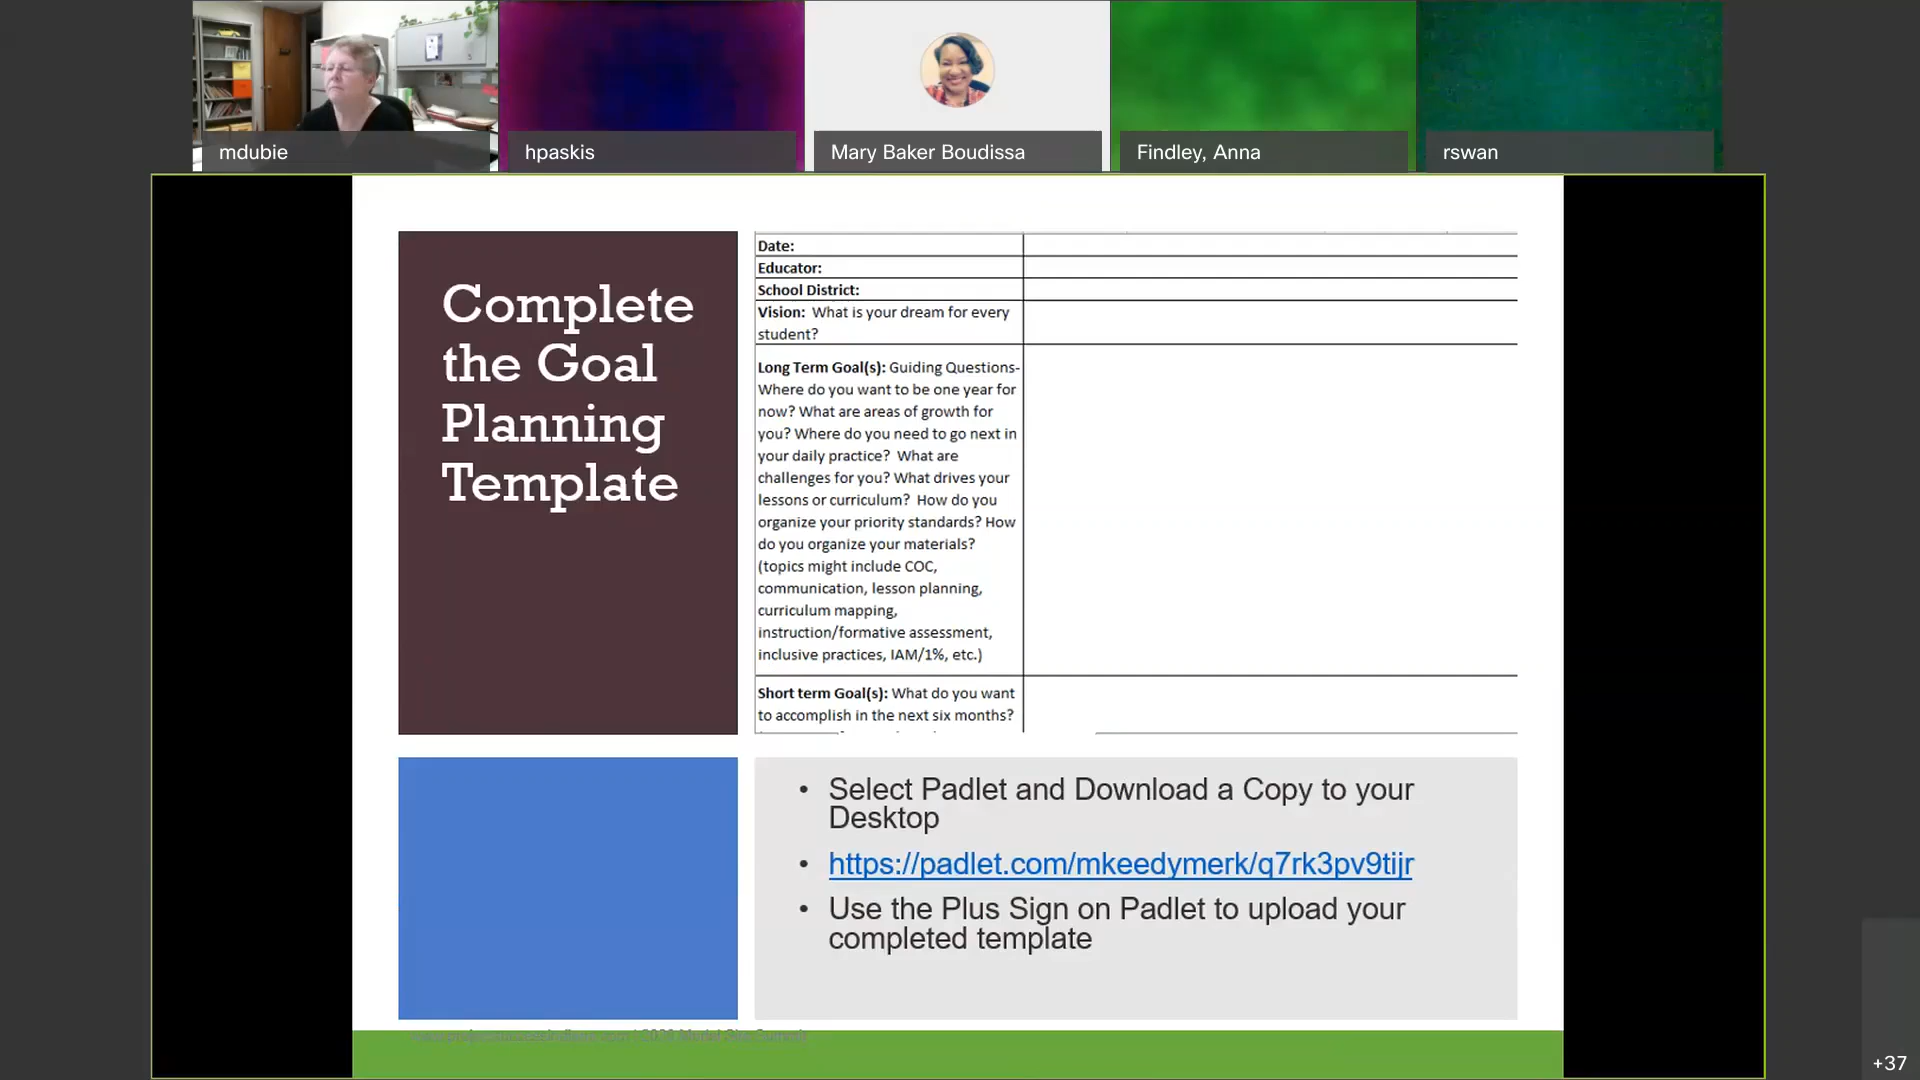 mdubie
hpaskis
Mary Baker Boudissa
Findley, Anna
rswan
Complete
the Goal
Planning
Template
Date:
Educator:
School District:
Vision: What is your dream for every
student?
Long Term Goal(s): Guiding Questions-
Where do you want to be one year for
now? What are areas of growth for
you? Where do you need to go next in
your daily practice? What are
challenges for you? What drives your
lessons or curriculum? How do you
organize your priority standards? How
do you organize your materials?
(topics might include COC,
communication, lesson planning,
curriculum mapping,
instruction/formative assessment,
inclusive practices, IAM/1%, etc.)
Short term Goal(s): What do you want
to accomplish in the next six months?
• Select Padlet and Download a Copy to your
Desktop
• https://padlet.com/mkeedymerk/q7rk3pv9tijr
• Use the Plus Sign on Padlet to upload your
completed template
+37